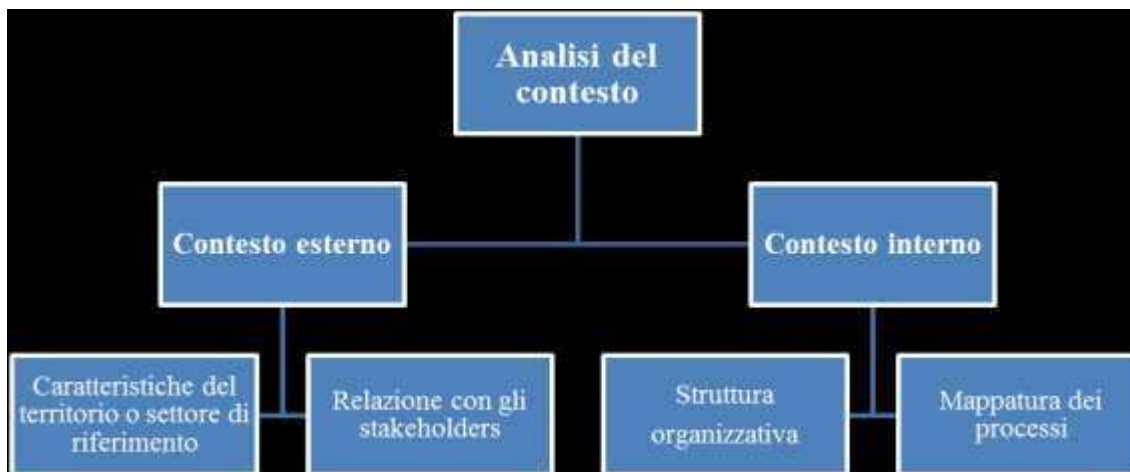 Analisi del
contesto
Contesto esterno
Contesto interno
Caratteristiche del
territorio o settore di
riferimento
Relazione con gli
stakeholders
Struttura
organizzativa
Mappatura dei
processi